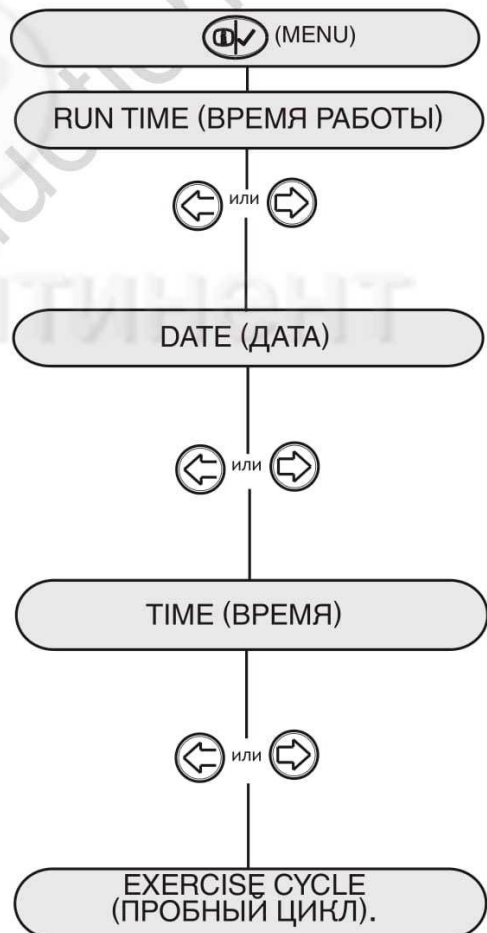 (MENU)
RUN TIME (ВРЕМЯ РАБОТЫ)
или
DATE (ДАТА)
или
TIME (ВРЕМЯ)
или
EXERCISE CYCLE
(ПРОБНЫЙ ЦИКЛ).